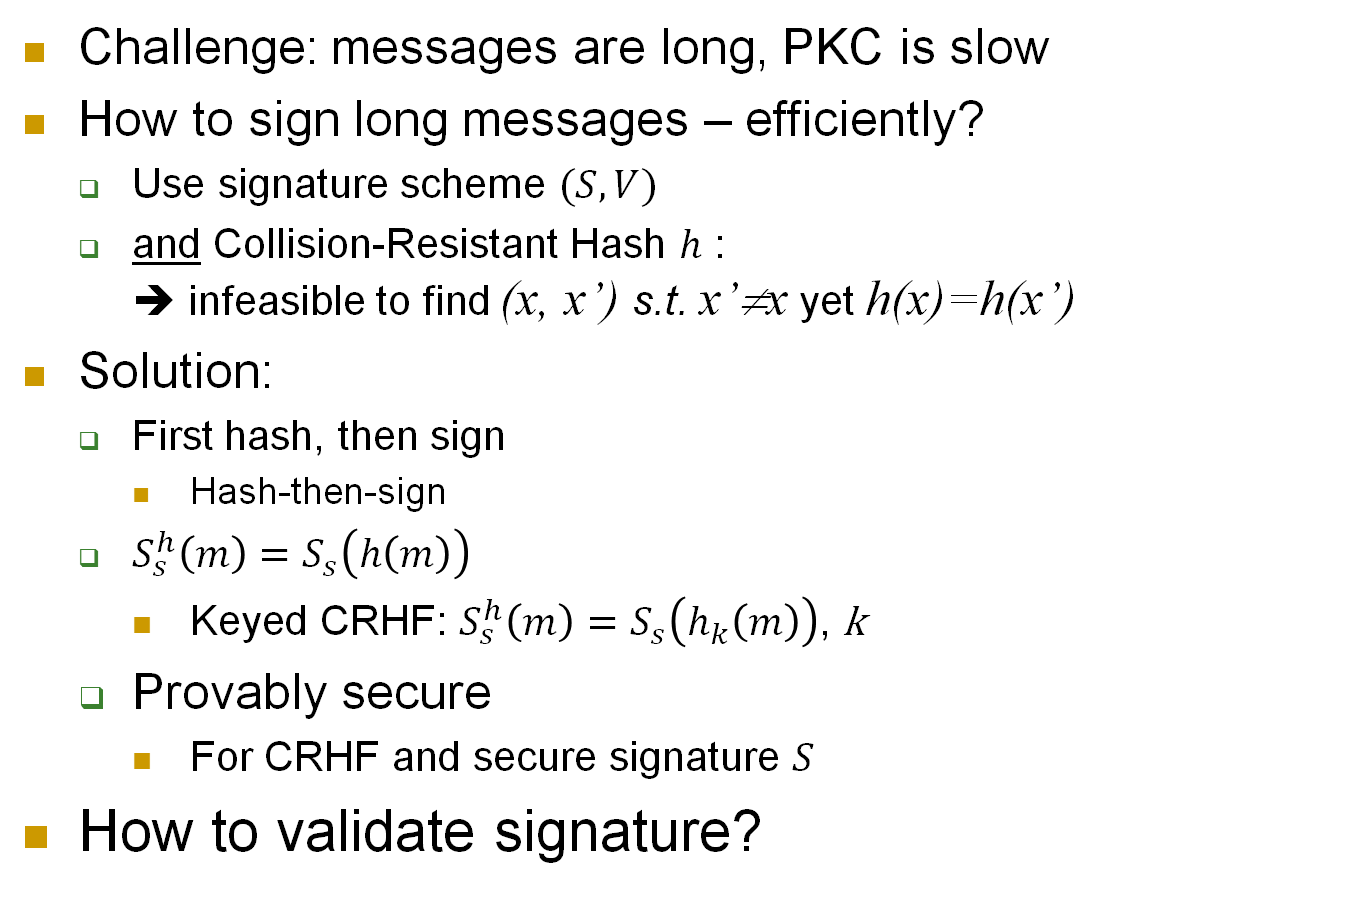 Challenge: messages are long, PKC is slow
How to sign long messages – efficiently?
Use signature scheme (S,V)
and Collision-Resistant Hash h :
➔ infeasible to find (x, x’) s.t. x’≠x yet h(x)=h(x’)
Solution:
First hash, then sign
Hash-then-sign
S_s^h(m) = S_s(h(m))
Keyed CRHF: S_s^h(m) = S_s(h_k(m)), k
Provably secure
For CRHF and secure signature S
How to validate signature?